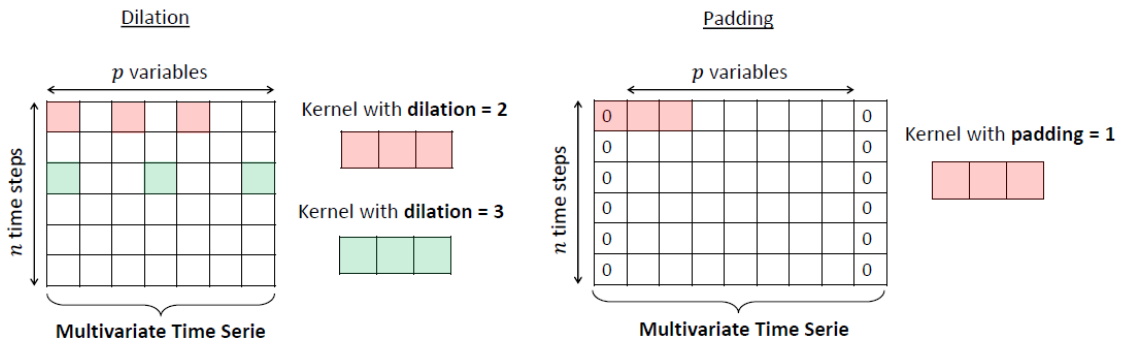 Dilation
p variables
n time steps
Kernel with dilation = 2
Kernel with dilation = 3
Multivariate Time Serie
Padding
p variables
n time steps
0 0
0 0
0 0
0 0
0 0
0 0
Kernel with padding = 1
Multivariate Time Serie